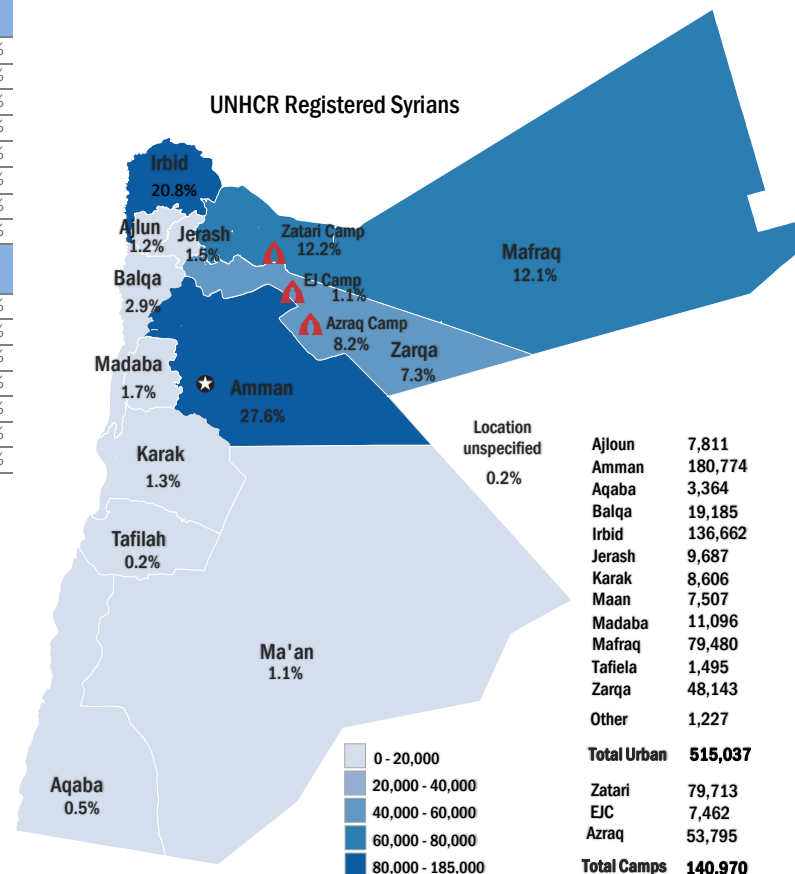 UNHCR Registered Syrians
Irbid
20.8%
Ajlun
1.2%
Jerash
1.5%
Zatari Camp
12.2%
Mafraq
12.1%
EJ Camp
1.1%
Balqa
2.9%
Azraq Camp
8.2%
Zarqa
7.3%
Madaba
1.7%
Amman
27.6%
Location
unspecified
0.2%
Karak
1.3%
Tafilah
0.2%
Ma'an
1.1%
Aqaba
0.5%
0 - 20,000
20,000 - 40,000
40,000 - 60,000
60,000 - 80,000
80,000 - 185,000
Ajloun 7,811
Amman 180,774
Aqaba 3,364
Balqa 19,185
Irbid 136,662
Jerash 9,687
Karak 8,606
Maan 7,507
Madaba 11,096
Mafraq 79,480
Tafiela 1,495
Zarqa 48,143
Other 1,227
Total Urban 515,037
Zatari 79,713
EJC 7,462
Azraq 53,795
Total Camps 140,970